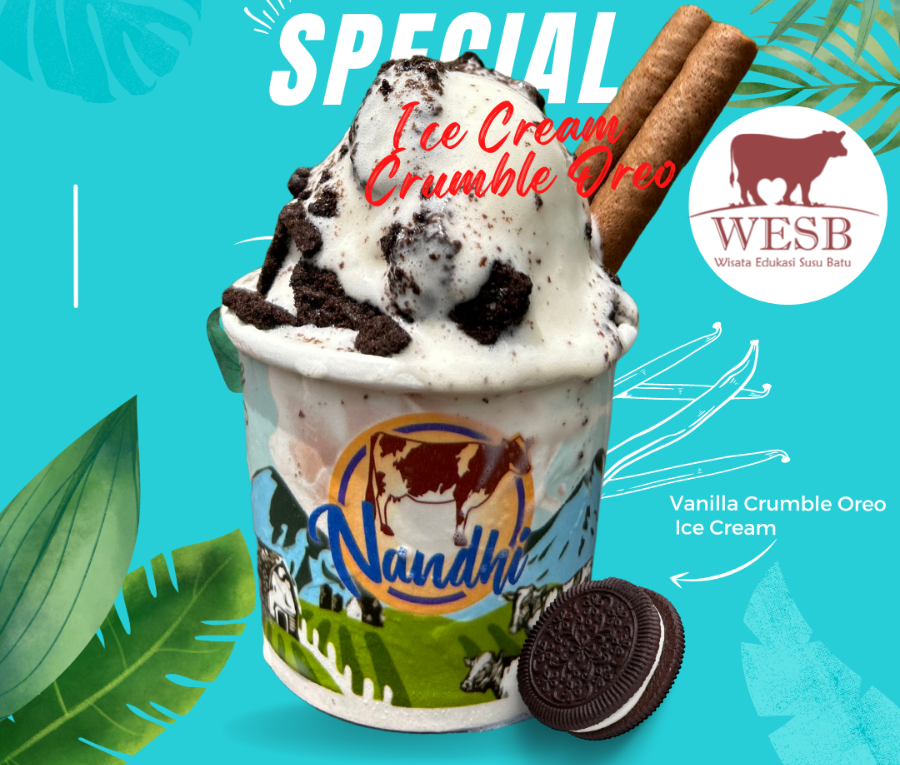 SPECIAL
Ice Cream
Crumble Oreo
WESB
Wisata Edukasi Susu Batu
Vanilla Crumble Oreo
Ice Cream
Nandhi